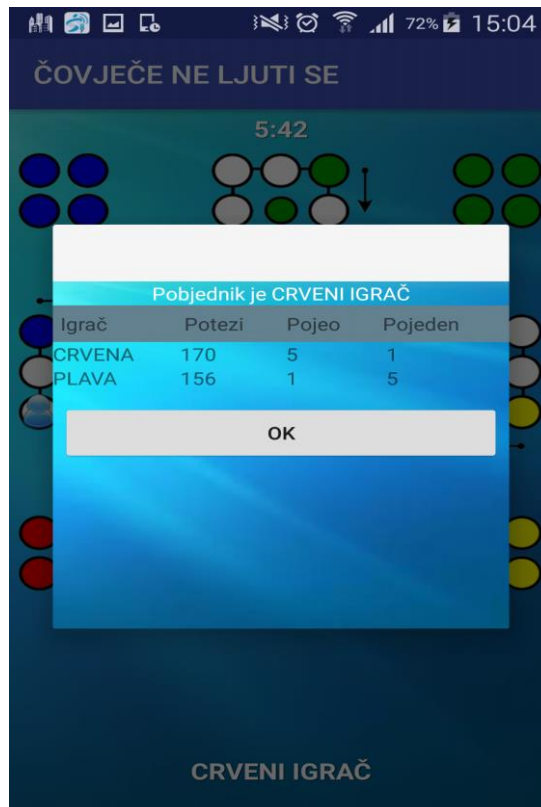 72% 15:04
ČOVJEČE NE LJUTI SE
5:42
Pobjednik je CRVENI IGRAČ
Igrač Potezi Pojeo Pojeden
CRVENA 170 5 1
PLAVA 156 1 5
OK
CRVENI IGRAČ